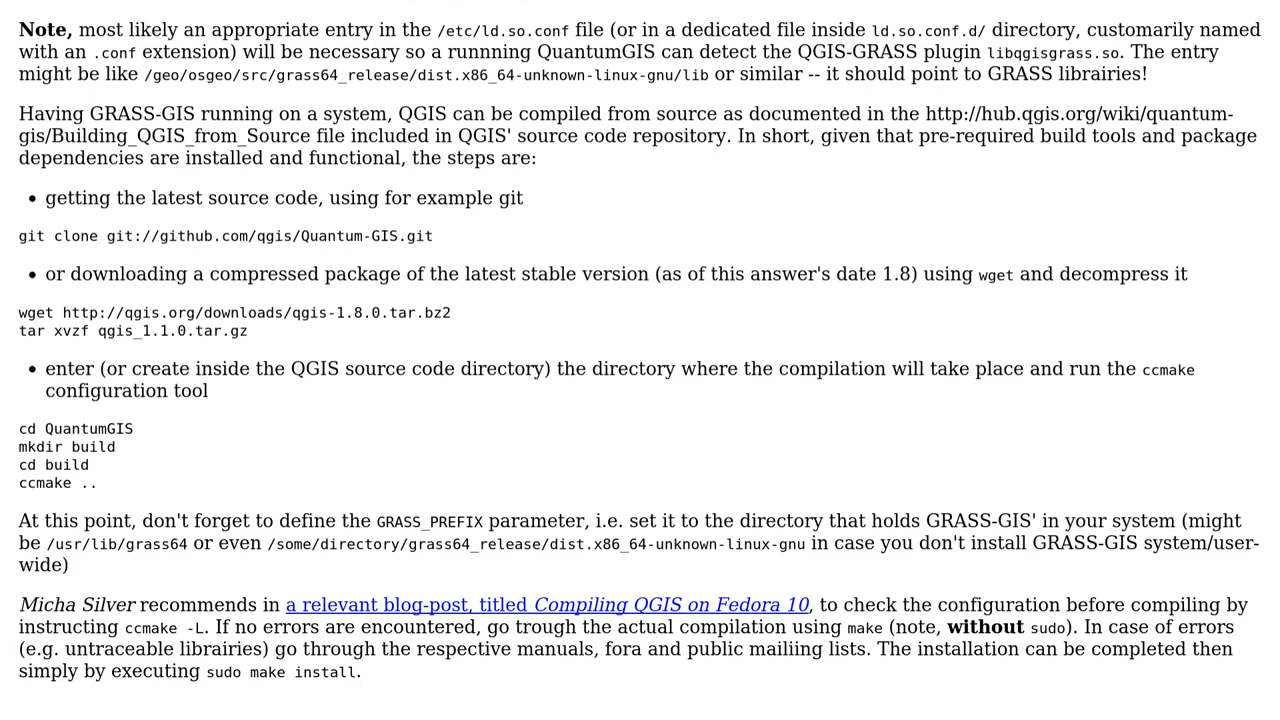 Note, most likely an appropriate entry in the /etc/ld.so.conf file (or in a dedicated file inside ld.so.conf.d/ directory, customarily named
with an .conf extension) will be necessary so a runnning QuantumGIS can detect the QGIS-GRASS plugin libqgisgrass.so. The entry
might be like /geo/osgeo/src/grass64_release/dist.x86_64-unknown-linux-gnu/lib or similar -- it should point to GRASS librairies!
Having GRASS-GIS running on a system, QGIS can be compiled from source as documented in the http://hub.qgis.org/wiki/quantum-
gis/Building_QGIS_from_Source file included in QGIS' source code repository. In short, given that pre-required build tools and package
dependencies are installed and functional, the steps are:
• getting the latest source code, using for example git
git clone git://github.com/qgis/Quantum-GIS.git
• or downloading a compressed package of the latest stable version (as of this answer's date 1.8) using wget and decompress it
wget http://qgis.org/downloads/qgis-1.8.0.tar.bz2
tar xvzf qgis_1.1.0.tar.gz
• enter (or create inside the QGIS source code directory) the directory where the compilation will take place and run the ccmake
configuration tool
cd QuantumGIS
mkdir build
cd build
ccmake ..
At this point, don't forget to define the GRASS_PREFIX parameter, i.e. set it to the directory that holds GRASS-GIS' in your system (might
be /usr/lib/grass64 or even /some/directory/grass64_release/dist.x86_64-unknown-linux-gnu in case you don't install GRASS-GIS system/user-
wide)
Micha Silver recommends in a relevant blog-post, titled Compiling QGIS on Fedora 10, to check the configuration before compiling by
instructing ccmake -L. If no errors are encountered, go trough the actual compilation using make (note, without sudo). In case of errors
(e.g. untraceable librairies) go through the respective manuals, fora and public mailiing lists. The installation can be completed then
simply by executing sudo make install.